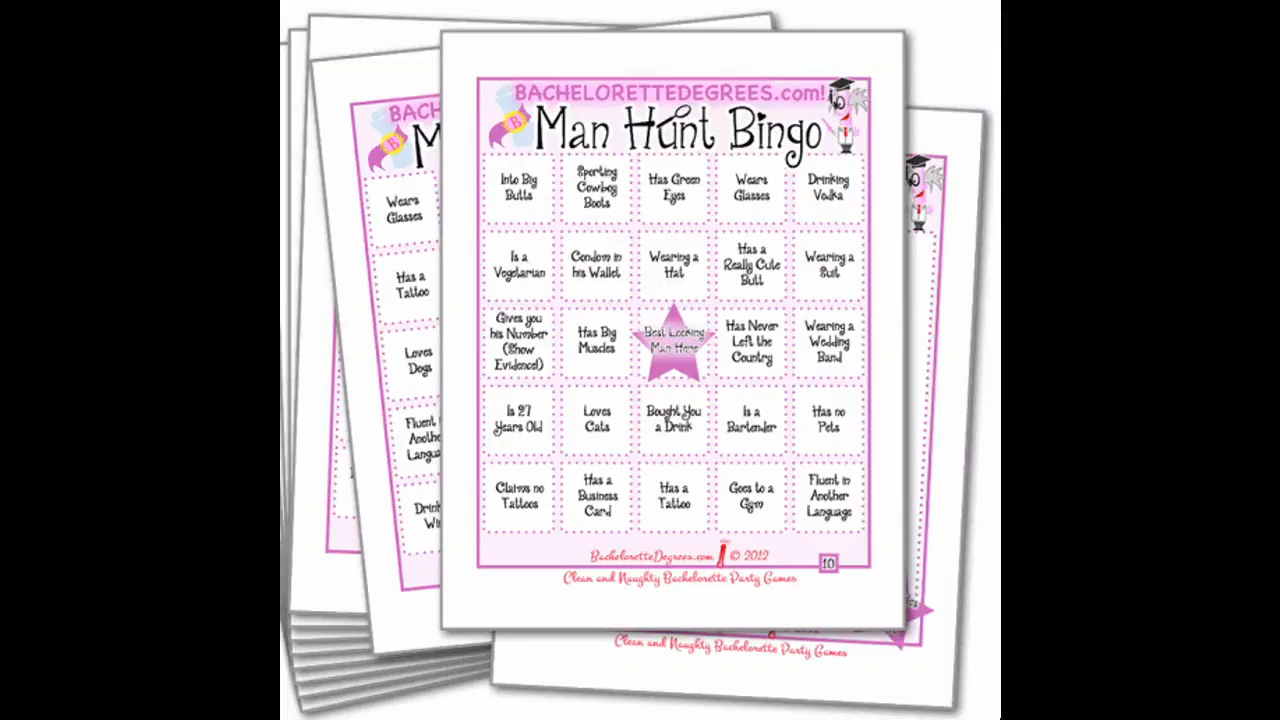 BACHELORETTEDEGREES.com!
Man Hunt Bingo
Into Big
Butts
Sporting
Cowboy
Boots
Has Green
Eyes
Wears
Glasses
Drinking
Vodka
Is a
Vegetarian
Condom in
his Wallet
Wearing a
Hat
Has a
Really Cute
Butt
Wearing a
Suit
Gives you
his Number
(Show
Evidence!)
Has Big
Muscles
Best Looking
Man Here
Has Never
Left the
Country
Wearing a
Wedding
Band
Is 27
Years Old
Loves
Cats
Bought You
a Drink
Is a
Bartender
Has no
Pets
Claims no
Tattoos
Has a
Business
Card
Has a
Tattoo
Goes to a
Gym
Fluent in
Another
Language
BacheloretteDegrees.com © 2012
10
Clean and Naughty Bachelorette Party Games
BACH
B
M
Wears
Glasses
Has a
Tattoo
Loves
Dogs
Fluent
Clean and Naughty Bachelorette Party Games